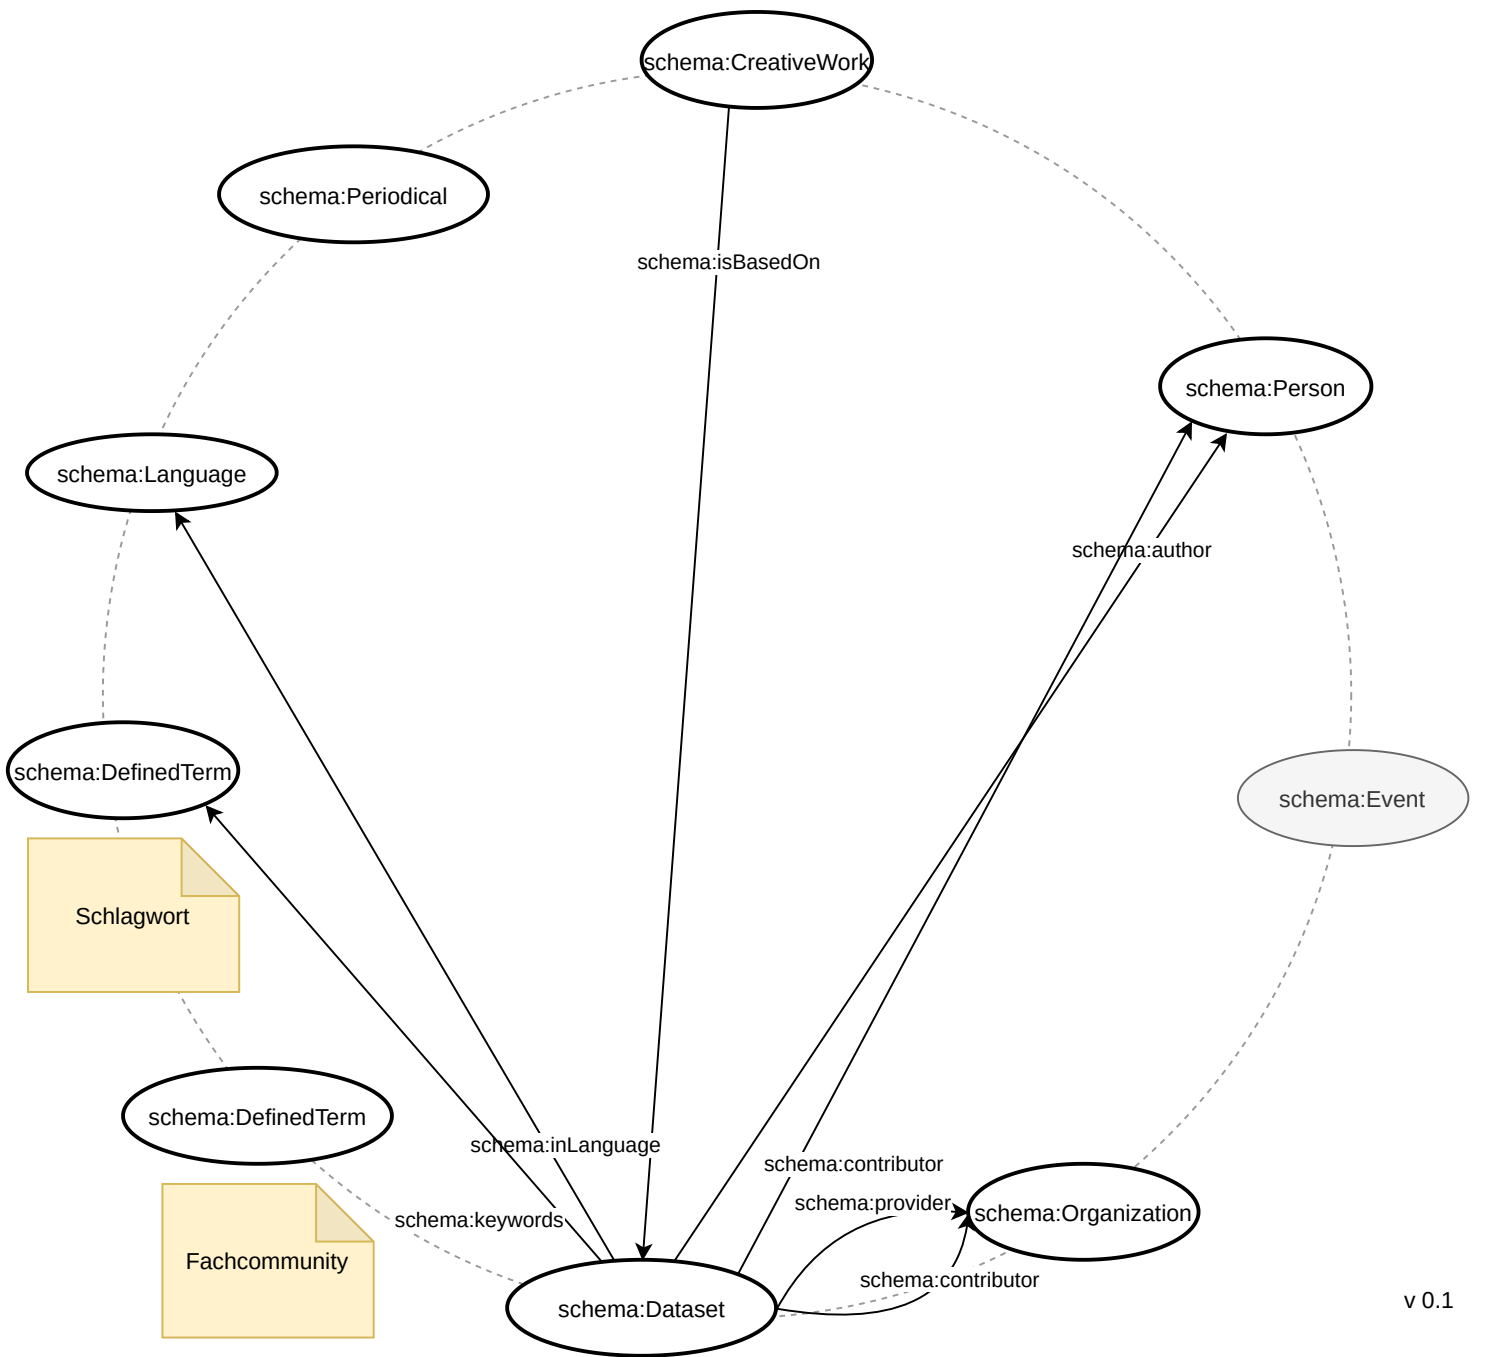 schema:CreativeWork
schema:Periodical
schema:isBasedOn
schema:Person
schema:Language
schema:author
schema:DefinedTerm
schema:Event
Schlagwort
schema:DefinedTerm
schema:inLanguage
schema:contributor
schema:provider
schema:Organization
schema:keywords
Fachcommunity
schema:contributor
schema:Dataset
v 0.1